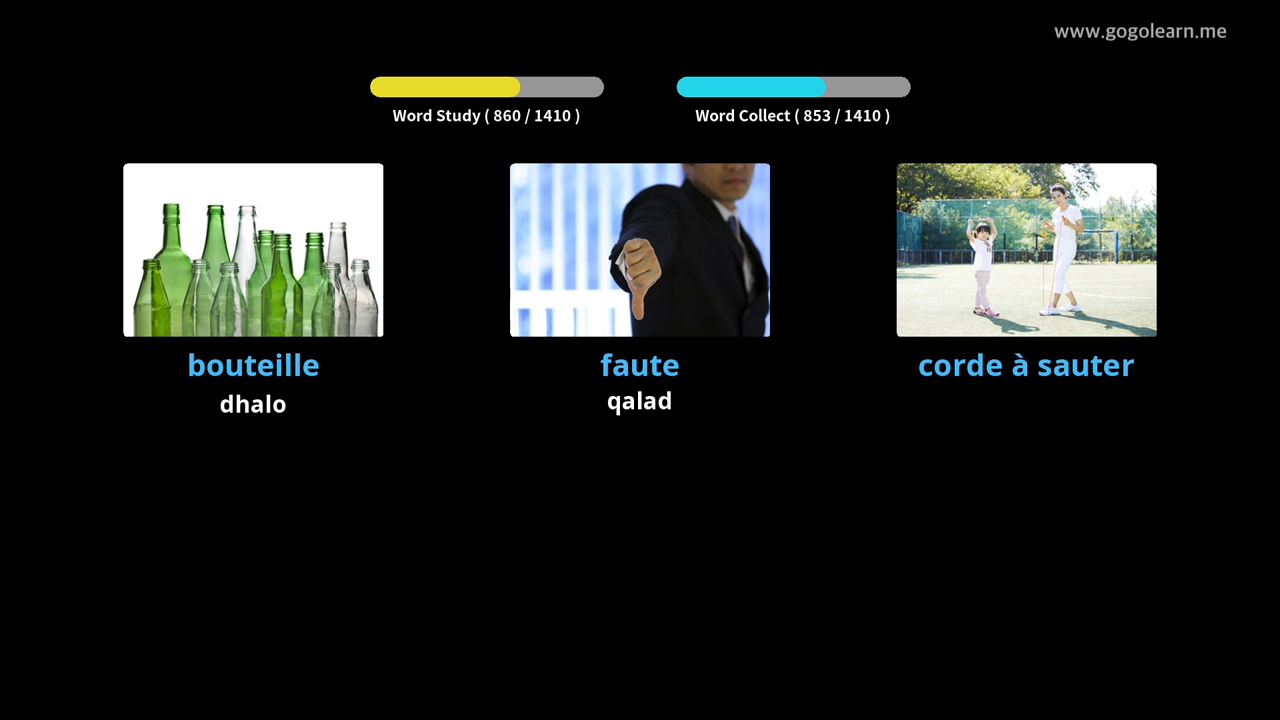 www.gogolearn.me
Word Study ( 860 / 1410 )
Word Collect ( 853 / 1410 )
bouteille
dhalo
faute
qalad
corde à sauter